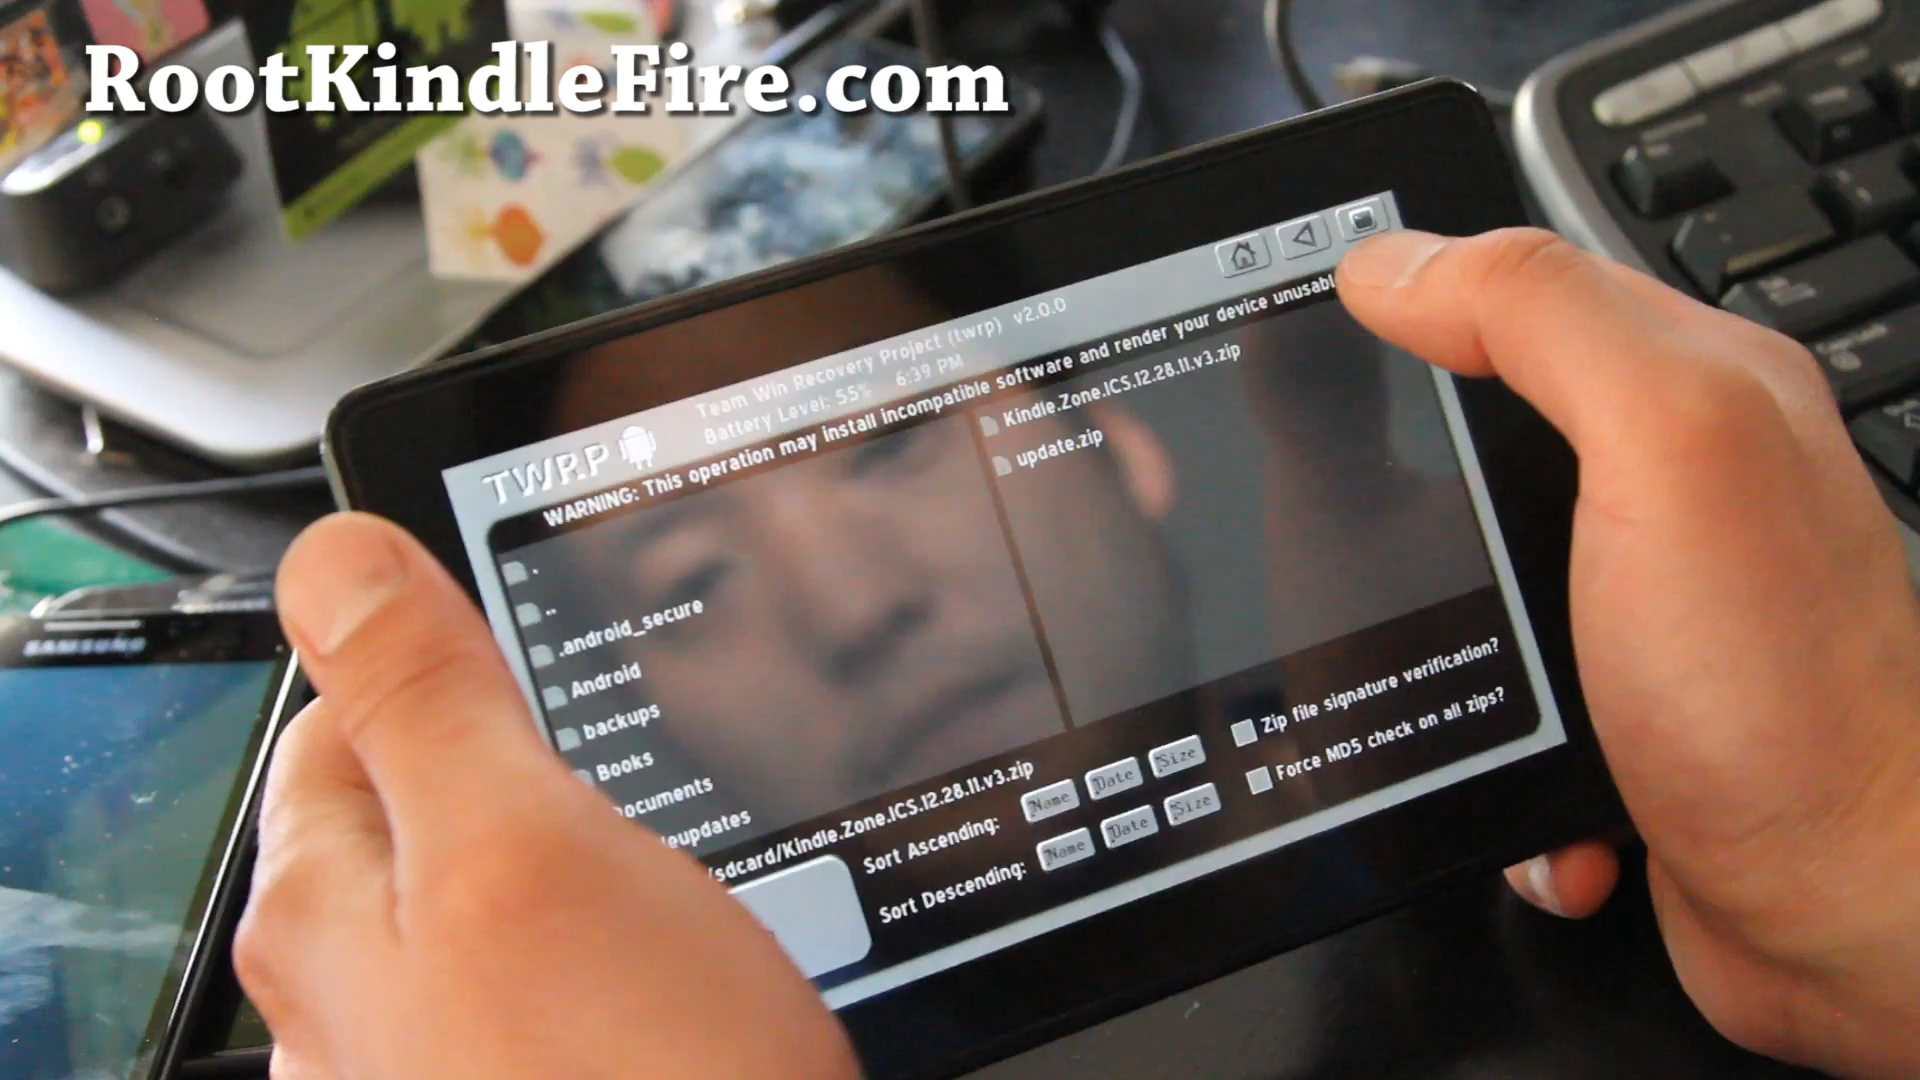 RootKindleFire.com
Team Win Recovery Project (twrp) v2.0.0
Battery Level: 55% 6:39 PM
TWRP
WARNING: This operation may install incompatible software and render your device unusabl
.
..
.android_secure
Android
backups
Books
ocuments
eupdates
Kindle.Zone.ICS.12.28.11.v3.zip
update.zip
/sdcard/Kindle.Zone.ICS.12.28.11.v3.zip
Sort Ascending: Name Date Size
Sort Descending: Name Date Size
Zip file signature verification?
Force MD5 check on all zips?
SAMSUNG